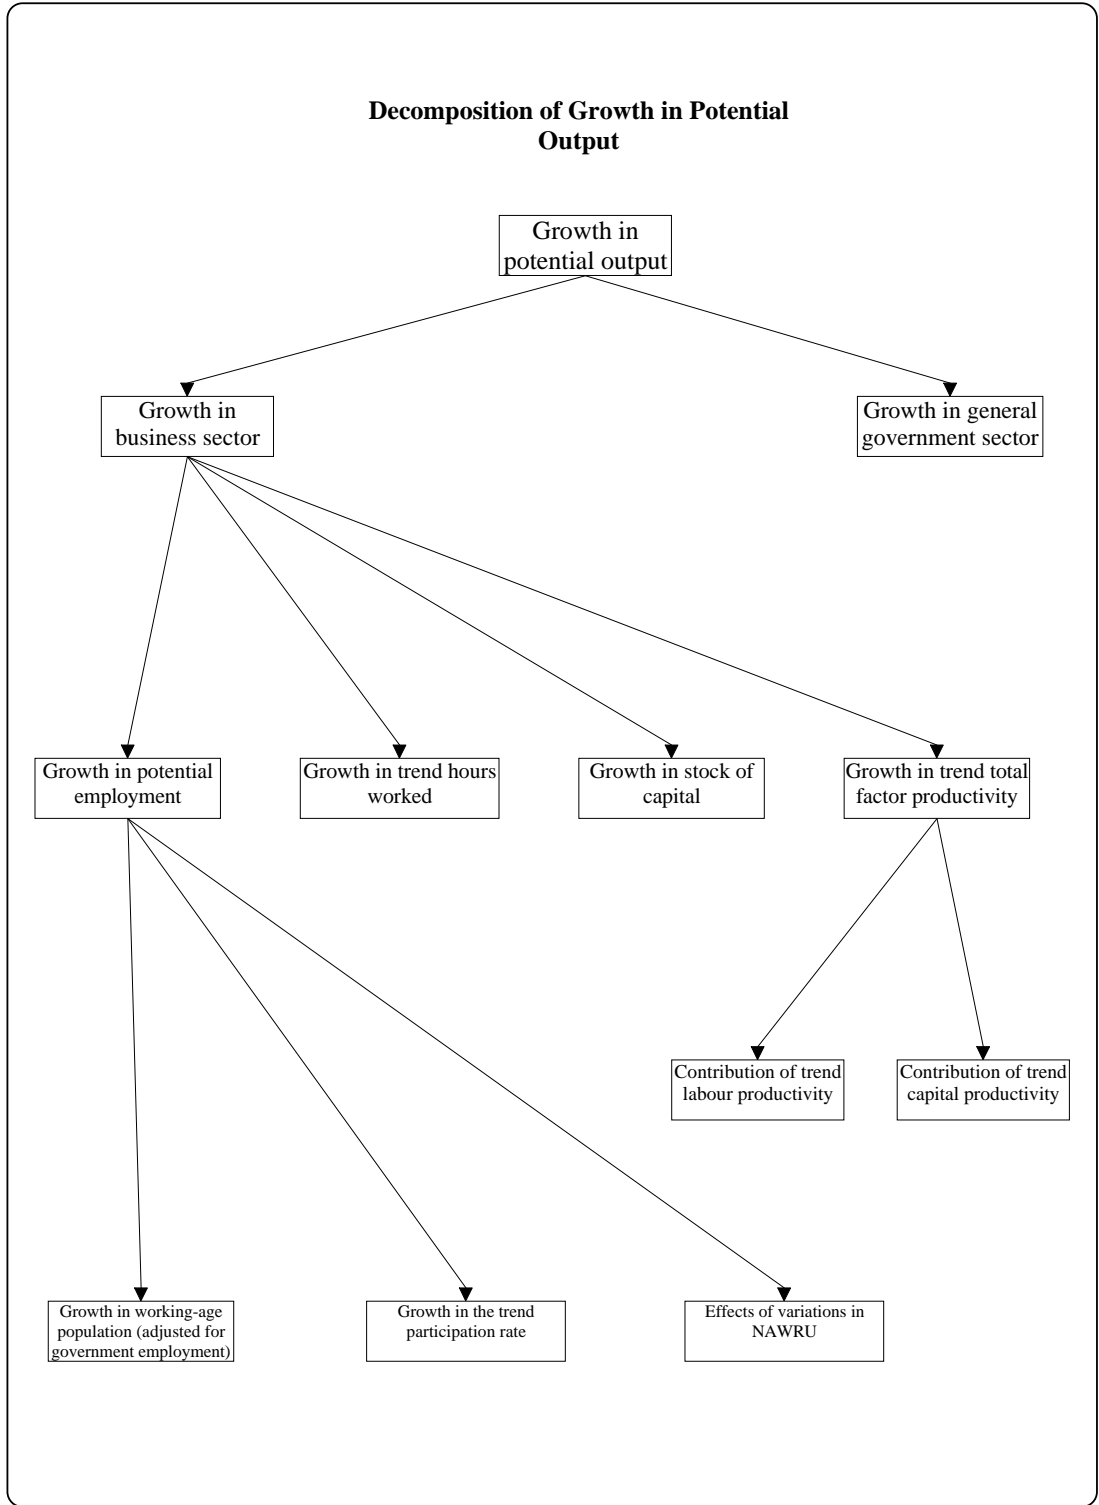 Decomposition of Growth in Potential
Output
Growth in
potential output
Growth in
business sector
Growth in general
government sector
Growth in potential
employment
Growth in trend hours
worked
Growth in stock of
capital
Growth in trend total
factor productivity
Contribution of trend
labour productivity
Contribution of trend
capital productivity
Growth in working-age
population (adjusted for
government employment)
Growth in the trend
participation rate
Effects of variations in
NAWRU